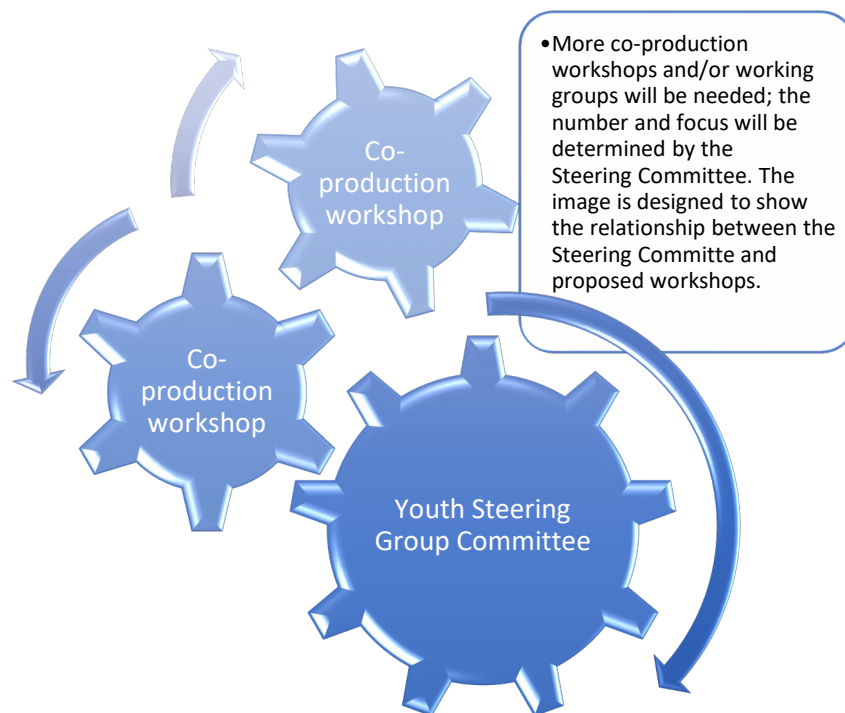 •More co-production
workshops and/or working
groups will be needed; the
number and focus will be
determined by the
Steering Committee. The
image is designed to show
the relationship between the
Steering Committe and
proposed workshops.
Co-
production
workshop
Co-
production
workshop
Youth Steering
Group Committee